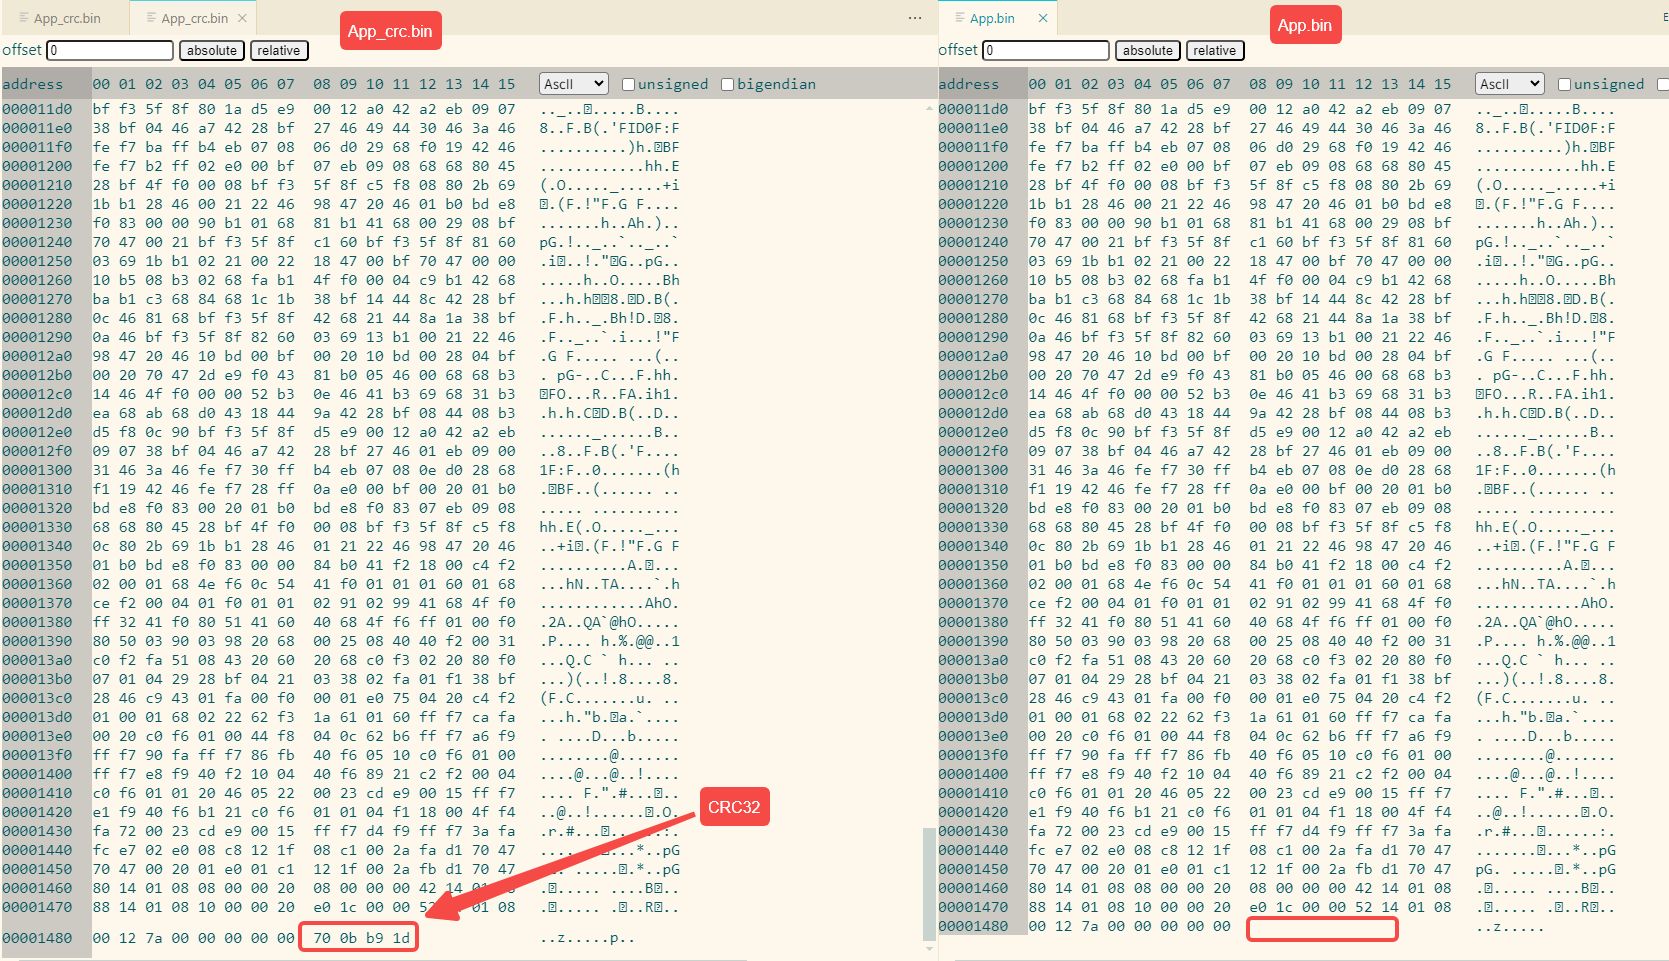 App_crc.bin
App_crc.bin ×
···
App_crc.bin
offset 0 absolute relative
address 00 01 02 03 04 05 06 07 08 09 10 11 12 13 14 15 AscII unsigned bigendian
000011d0 bf f3 5f 8f 80 1a d5 e9 00 12 a0 42 a2 eb 09 07 .._..▯.....B....
000011e0 38 bf 04 46 a7 42 28 bf 27 46 49 44 30 46 3a 46 8..F.B(.'FID0F:F
000011f0 fe f7 ba ff b4 eb 07 08 06 d0 29 68 f0 19 42 46 ..........)h.▯BF
00001200 fe f7 b2 ff 02 e0 00 bf 07 eb 09 08 68 68 80 45 ............hh.E
00001210 28 bf 4f f0 00 08 bf f3 5f 8f c5 f8 08 80 2b 69 (.O....._.....+i
00001220 1b b1 28 46 00 21 22 46 98 47 20 46 01 b0 bd e8 ▯.(F.!"F.G F....
00001230 f0 83 00 00 90 b1 01 68 81 b1 41 68 00 29 08 bf .......h..Ah.)..
00001240 70 47 00 21 bf f3 5f 8f c1 60 bf f3 5f 8f 81 60 pG.!.._..`.._..`
00001250 03 69 1b b1 02 21 00 22 18 47 00 bf 70 47 00 00 .i▯..!."▯G..pG..
00001260 10 b5 08 b3 02 68 fa b1 4f f0 00 04 c9 b1 42 68 .....h..O.....Bh
00001270 ba b1 c3 68 84 68 1c 1b 38 bf 14 44 8c 42 28 bf ...h.h▯▯8.▯D.B(.
00001280 0c 46 81 68 bf f3 5f 8f 42 68 21 44 8a 1a 38 bf .F.h.._.Bh!D.▯8.
00001290 0a 46 bf f3 5f 8f 82 60 03 69 13 b1 00 21 22 46 .F.._..`.i...!"F
000012a0 98 47 20 46 10 bd 00 bf 00 20 10 bd 00 28 04 bf .G F..... ...(..
000012b0 00 20 70 47 2d e9 f0 43 81 b0 05 46 00 68 68 b3 . pG-..C...F.hh.
000012c0 14 46 4f f0 00 00 52 b3 0e 46 41 b3 69 68 31 b3 ▯FO...R..FA.ih1.
000012d0 ea 68 ab 68 d0 43 18 44 9a 42 28 bf 08 44 08 b3 .h.h.C▯D.B(..D..
000012e0 d5 f8 0c 90 bf f3 5f 8f d5 e9 00 12 a0 42 a2 eb ......_......B..
000012f0 09 07 38 bf 04 46 a7 42 28 bf 27 46 01 eb 09 00 ..8..F.B(.'F....
00001300 31 46 3a 46 fe f7 30 ff b4 eb 07 08 0e d0 28 68 1F:F..0.......(h
00001310 f1 19 42 46 fe f7 28 ff 0a e0 00 bf 00 20 01 b0 .▯BF..(...... ..
00001320 bd e8 f0 83 00 20 01 b0 bd e8 f0 83 07 eb 09 08 ..... ..........
00001330 68 68 80 45 28 bf 4f f0 00 08 bf f3 5f 8f c5 f8 hh.E(.O....._...
00001340 0c 80 2b 69 1b b1 28 46 01 21 22 46 98 47 20 46 ..+i▯.(F.!"F.G F
00001350 01 b0 bd e8 f0 83 00 00 84 b0 41 f2 18 00 c4 f2 ..........A.▯...
00001360 02 00 01 68 4e f6 0c 54 41 f0 01 01 01 60 01 68 ...hN..TA....`.h
00001370 ce f2 00 04 01 f0 01 01 02 91 02 99 41 68 4f f0 ............AhO.
00001380 ff 32 41 f0 80 51 41 60 40 68 4f f6 ff 01 00 f0 .2A..QA`@hO.....
00001390 80 50 03 90 03 98 20 68 00 25 08 40 40 f2 00 31 .P.... h.%.@@..1
000013a0 c0 f2 fa 51 08 43 20 60 20 68 c0 f3 02 20 80 f0 ...Q.C ` h... ..
000013b0 07 01 04 29 28 bf 04 21 03 38 02 fa 01 f1 38 bf ...)(..!.8....8.
000013c0 28 46 c9 43 01 fa 00 f0 00 01 e0 75 04 20 c4 f2 (F.C.......u. ..
000013d0 01 00 01 68 02 22 62 f3 1a 61 01 60 ff f7 ca fa ...h."b.▯a.`....
000013e0 00 20 c0 f6 01 00 44 f8 04 0c 62 b6 ff f7 a6 f9 . ....D...b.....
000013f0 ff f7 90 fa ff f7 86 fb 40 f6 05 10 c0 f6 01 00 ........@.......
00001400 ff f7 e8 f9 40 f2 10 04 40 f6 89 21 c2 f2 00 04 ....@...@..!....
00001410 c0 f6 01 01 20 46 05 22 00 23 cd e9 00 15 ff f7 .... F.".#...▯..
00001420 e1 f9 40 f6 b1 21 c0 f6 01 01 04 f1 18 00 4f f4 ..@..!......▯.O.
00001430 fa 72 00 23 cd e9 00 15 ff f7 d4 f9 ff f7 3a fa .r.#...▯......:.
00001440 fc e7 02 e0 08 c8 12 1f 08 c1 00 2a fa d1 70 47 *..pG
00001450 70 47 00 20 01 e0 01 c1 12 1f 00 2a fb d1 70 47 .▯.*..pG
00001460 80 14 01 08 08 00 00 20 08 00 00 00 42 14 01 .▯..... ....B▯..
00001470 88 14 01 08 10 00 00 20 e0 1c 00 00 01 08 .▯..... .▯..R▯..
00001480 00 12 7a 00 00 00 00 00 70 0b b9 1d ..z.....p..
CRC32
App.bin ×
App.bin
offset 0 absolute relative
address 00 01 02 03 04 05 06 07 08 09 10 11 12 13 14 15 AscII unsigned
000011d0 bf f3 5f 8f 80 1a d5 e9 00 12 a0 42 a2 eb 09 07 .._..▯.....B....
000011e0 38 bf 04 46 a7 42 28 bf 27 46 49 44 30 46 3a 46 8..F.B(.'FID0F:F
000011f0 fe f7 ba ff b4 eb 07 08 06 d0 29 68 f0 19 42 46 ..........)h.▯BF
00001200 fe f7 b2 ff 02 e0 00 bf 07 eb 09 08 68 68 80 45 ............hh.E
00001210 28 bf 4f f0 00 08 bf f3 5f 8f c5 f8 08 80 2b 69 (.O....._.....+i
00001220 1b b1 28 46 00 21 22 46 98 47 20 46 01 b0 bd e8 ▯.(F.!"F.G F....
00001230 f0 83 00 00 90 b1 01 68 81 b1 41 68 00 29 08 bf .......h..Ah.)..
00001240 70 47 00 21 bf f3 5f 8f c1 60 bf f3 5f 8f 81 60 pG.!.._..`.._..`
00001250 03 69 1b b1 02 21 00 22 18 47 00 bf 70 47 00 00 .i▯..!."▯G..pG..
00001260 10 b5 08 b3 02 68 fa b1 4f f0 00 04 c9 b1 42 68 .....h..O.....Bh
00001270 ba b1 c3 68 84 68 1c 1b 38 bf 14 44 8c 42 28 bf ...h.h▯▯8.▯D.B(.
00001280 0c 46 81 68 bf f3 5f 8f 42 68 21 44 8a 1a 38 bf .F.h.._.Bh!D.▯8.
00001290 0a 46 bf f3 5f 8f 82 60 03 69 13 b1 00 21 22 46 .F.._..`.i...!"F
000012a0 98 47 20 46 10 bd 00 bf 00 20 10 bd 00 28 04 bf .G F..... ...(..
000012b0 00 20 70 47 2d e9 f0 43 81 b0 05 46 00 68 68 b3 . pG-..C...F.hh.
000012c0 14 46 4f f0 00 00 52 b3 0e 46 41 b3 69 68 31 b3 ▯FO...R..FA.ih1.
000012d0 ea 68 ab 68 d0 43 18 44 9a 42 28 bf 08 44 08 b3 .h.h.C▯D.B(..D..
000012e0 d5 f8 0c 90 bf f3 5f 8f d5 e9 00 12 a0 42 a2 eb ......_......B..
000012f0 09 07 38 bf 04 46 a7 42 28 bf 27 46 01 eb 09 00 ..8..F.B(.'F....
00001300 31 46 3a 46 fe f7 30 ff b4 eb 07 08 0e d0 28 68 1F:F..0.......(h
00001310 f1 19 42 46 fe f7 28 ff 0a e0 00 bf 00 20 01 b0 .▯BF..(...... ..
00001320 bd e8 f0 83 00 20 01 b0 bd e8 f0 83 07 eb 09 08 ..... ..........
00001330 68 68 80 45 28 bf 4f f0 00 08 bf f3 5f 8f c5 f8 hh.E(.O....._...
00001340 0c 80 2b 69 1b b1 28 46 01 21 22 46 98 47 20 46 ..+i▯.(F.!"F.G F
00001350 01 b0 bd e8 f0 83 00 00 84 b0 41 f2 18 00 c4 f2 ..........A.▯...
00001360 02 00 01 68 4e f6 0c 54 41 f0 01 01 01 60 01 68 ...hN..TA....`.h
00001370 ce f2 00 04 01 f0 01 01 02 91 02 99 41 68 4f f0 ............AhO.
00001380 ff 32 41 f0 80 51 41 60 40 68 4f f6 ff 01 00 f0 .2A..QA`@hO.....
00001390 80 50 03 90 03 98 20 68 00 25 08 40 40 f2 00 31 .P.... h.%.@@..1
000013a0 c0 f2 fa 51 08 43 20 60 20 68 c0 f3 02 20 80 f0 ...Q.C ` h... ..
000013b0 07 01 04 29 28 bf 04 21 03 38 02 fa 01 f1 38 bf ...)(..!.8....8.
000013c0 28 46 c9 43 01 fa 00 f0 00 01 e0 75 04 20 c4 f2 (F.C.......u. ..
000013d0 01 00 01 68 02 22 62 f3 1a 61 01 60 ff f7 ca fa ...h."b.▯a.`....
000013e0 00 20 c0 f6 01 00 44 f8 04 0c 62 b6 ff f7 a6 f9 . ....D...b.....
000013f0 ff f7 90 fa ff f7 86 fb 40 f6 05 10 c0 f6 01 00 ........@.......
00001400 ff f7 e8 f9 40 f2 10 04 40 f6 89 21 c2 f2 00 04 ....@...@..!....
00001410 c0 f6 01 01 20 46 05 22 00 23 cd e9 00 15 ff f7 .... F.".#...▯..
00001420 e1 f9 40 f6 b1 21 c0 f6 01 01 04 f1 18 00 4f f4 ..@..!......▯.O.
00001430 fa 72 00 23 cd e9 00 15 ff f7 d4 f9 ff f7 3a fa .r.#...▯......:.
00001440 fc e7 02 e0 08 c8 12 1f 08 c1 00 2a fa d1 70 47 .......▯...*..pG
00001450 70 47 00 20 01 e0 01 c1 12 1f 00 2a fb d1 70 47 pG. .....▯.*..pG
00001460 80 14 01 08 08 00 00 20 08 00 00 00 42 14 01 08 .▯..... ....B▯..
00001470 88 14 01 08 10 00 00 20 e0 1c 00 00 52 14 01 08 .▯..... .▯..R▯..
00001480 00 12 7a 00 00 00 00 00 ..z.....